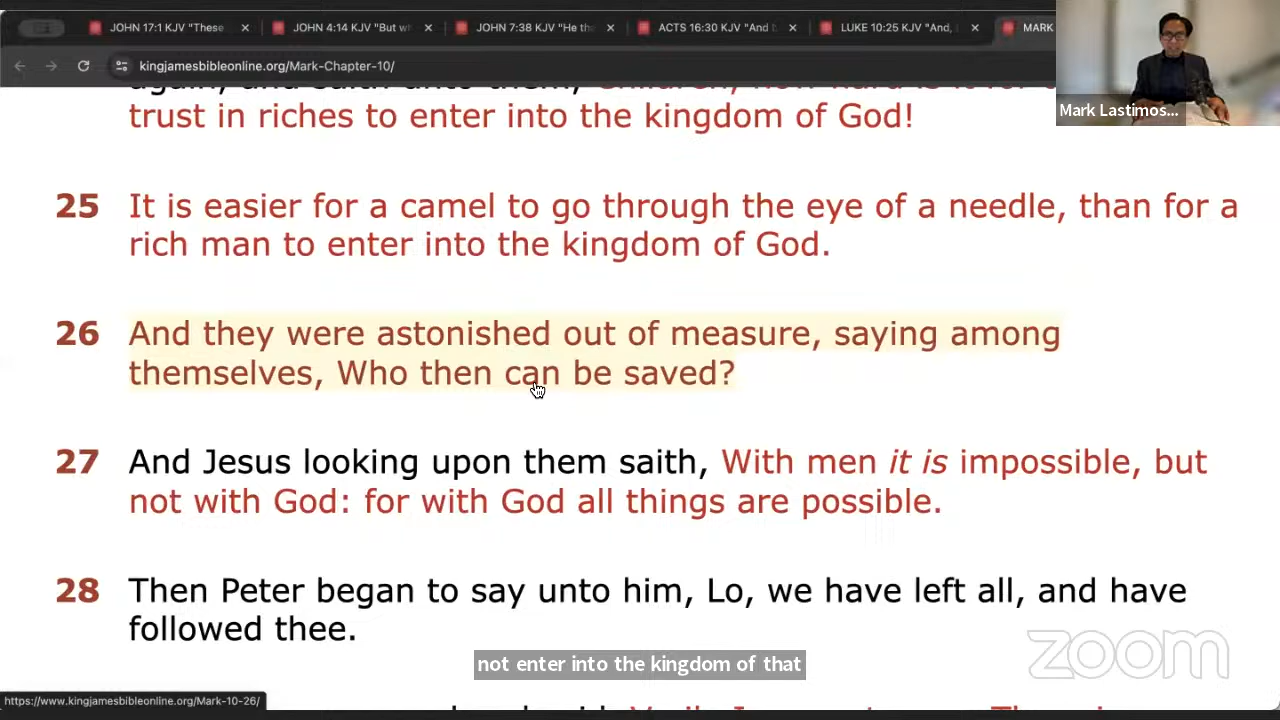 JOHN 17:1 KJV "These
JOHN 4:14 KJV "But wh
JOHN 7:38 KJV "He th
ACTS 16:30 KJV "And t
LUKE 10:25 KJV "And,
MARK
kingjamesbibleonline.org/Mark-Chapter-10/
Mark Lastimos...
trust in riches to enter into the kingdom of God!
25 It is easier for a camel to go through the eye of a needle, than for a
rich man to enter into the kingdom of God.
26 And they were astonished out of measure, saying among
themselves, Who then can be saved?
27 And Jesus looking upon them saith, With men it is impossible, but
not with God: for with God all things are possible.
28 Then Peter began to say unto him, Lo, we have left all, and have
followed thee.
zoom
not enter into the kingdom of that
https://www.kingjamesbibleonline.org/Mark-10-26/